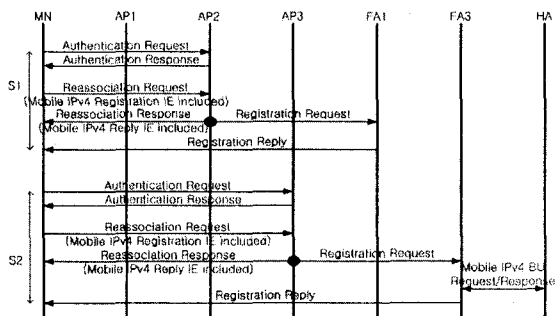 MN AP1 AP2 AP3 FA1 FA3 HA
Authentication Request
Authentication Response
S1
Reassociation Request
(Mobile IPv4 Registration IE included)
Reassociation Response
Registration Request
(Mobile IPv4 Reply IE included)
Registration Reply
Authentication Request
Authentication Response
Reassociation Request
(Mobile IPv4 Registration IE included)
S2
Reassociation Response
Registration Request
(Mobile IPv4 Reply IE included)
Mobile IPv4 BU
Request/Response
Registration Reply